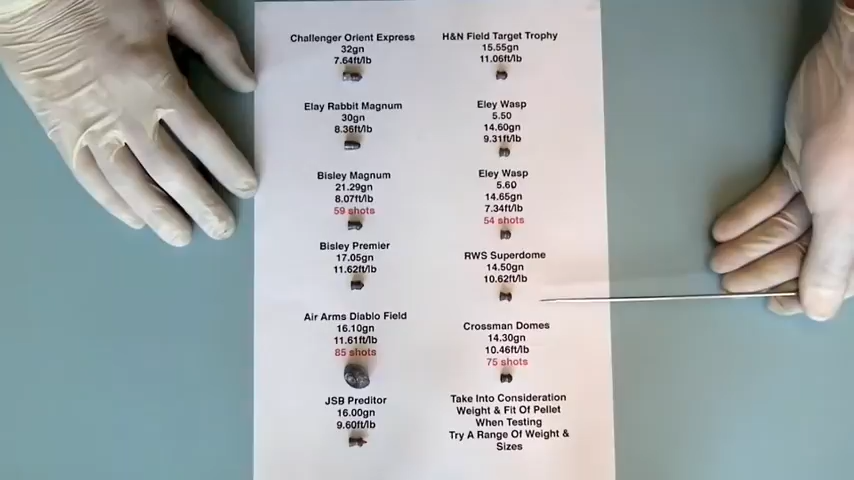 Challenger Orient Express
32gn
7.64ft/lb
Elay Rabbit Magnum
30gn
8.36ft/lb
Bisley Magnum
21.29gn
8.07ft/lb
59 shots
Bisley Premier
17.05gn
11.62ft/lb
Air Arms Diablo Field
16.10gn
11.61ft/lb
85 shots
JSB Preditor
16.00gn
9.60ft/lb
H&N Field Target Trophy
15.55gn
11.06ft/lb
Eley Wasp
5.50
14.60gn
9.31ft/lb
Eley Wasp
5.60
14.65gn
7.34ft/lb
54 shots
RWS Superdome
14.50gn
10.62ft/lb
Crossman Domes
14.30gn
10.46ft/lb
75 shots
Take Into Consideration
Weight & Fit Of Pellet
When Testing
Try A Range Of Weight &
Sizes